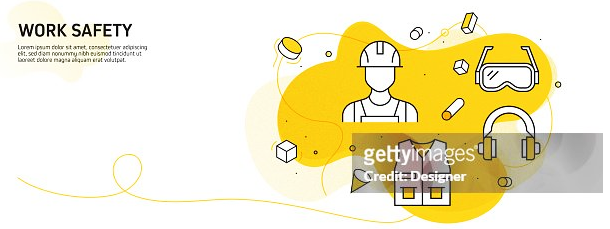 WORK SAFETY
Lorem ipsum dolor sit amet, consectetuer adipiscing
elit, sed diam nonummy nibh euismod tincidunt ut
laoreet dolore magna aliquam erat volutpat.
gettyimages
Credit: Designer